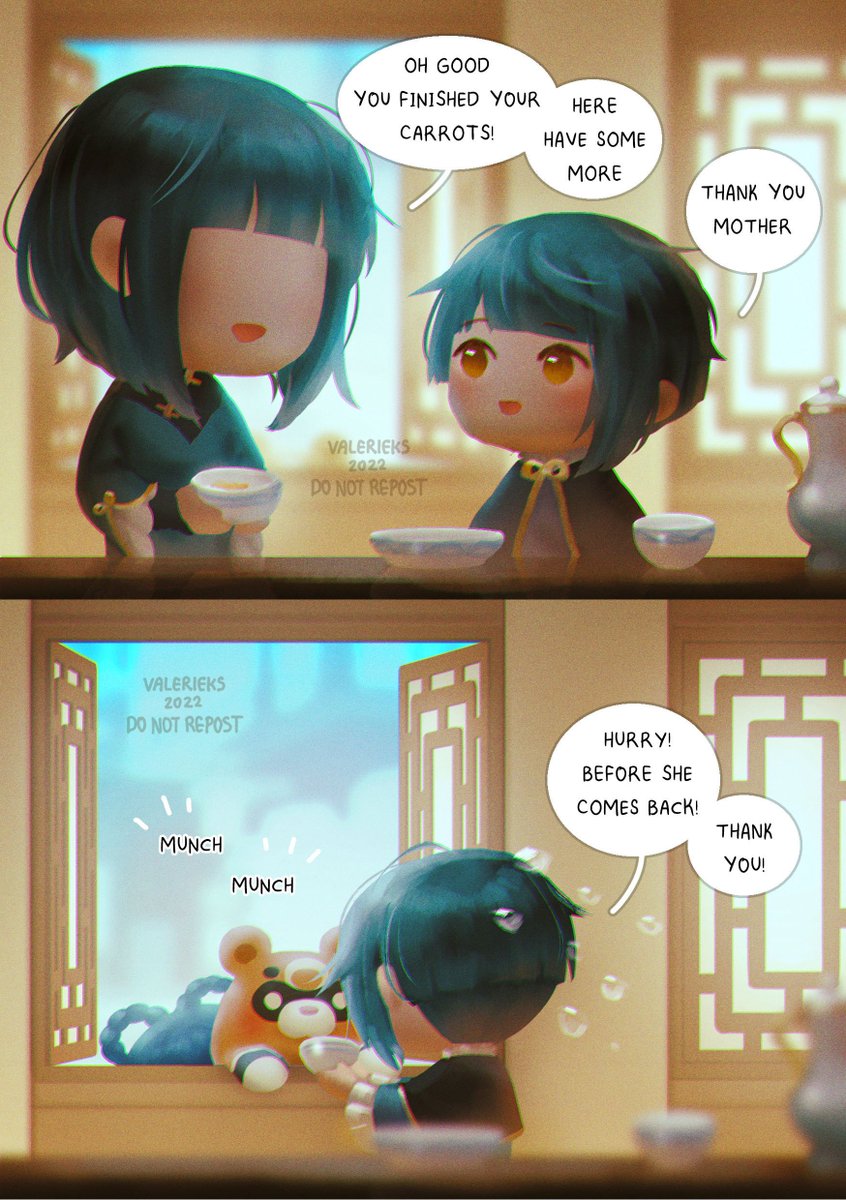 OH GOOD
YOU FINISHED YOUR
CARROTS!
HERE
HAVE SOME
MORE
THANK YOU
MOTHER
VALERIEKS
2022
DO NOT REPOST
VALERIEKS
2022
DO NOT REPOST
HURRY!
BEFORE SHE
COMES BACK!
THANK
YOU!
MUNCH
MUNCH